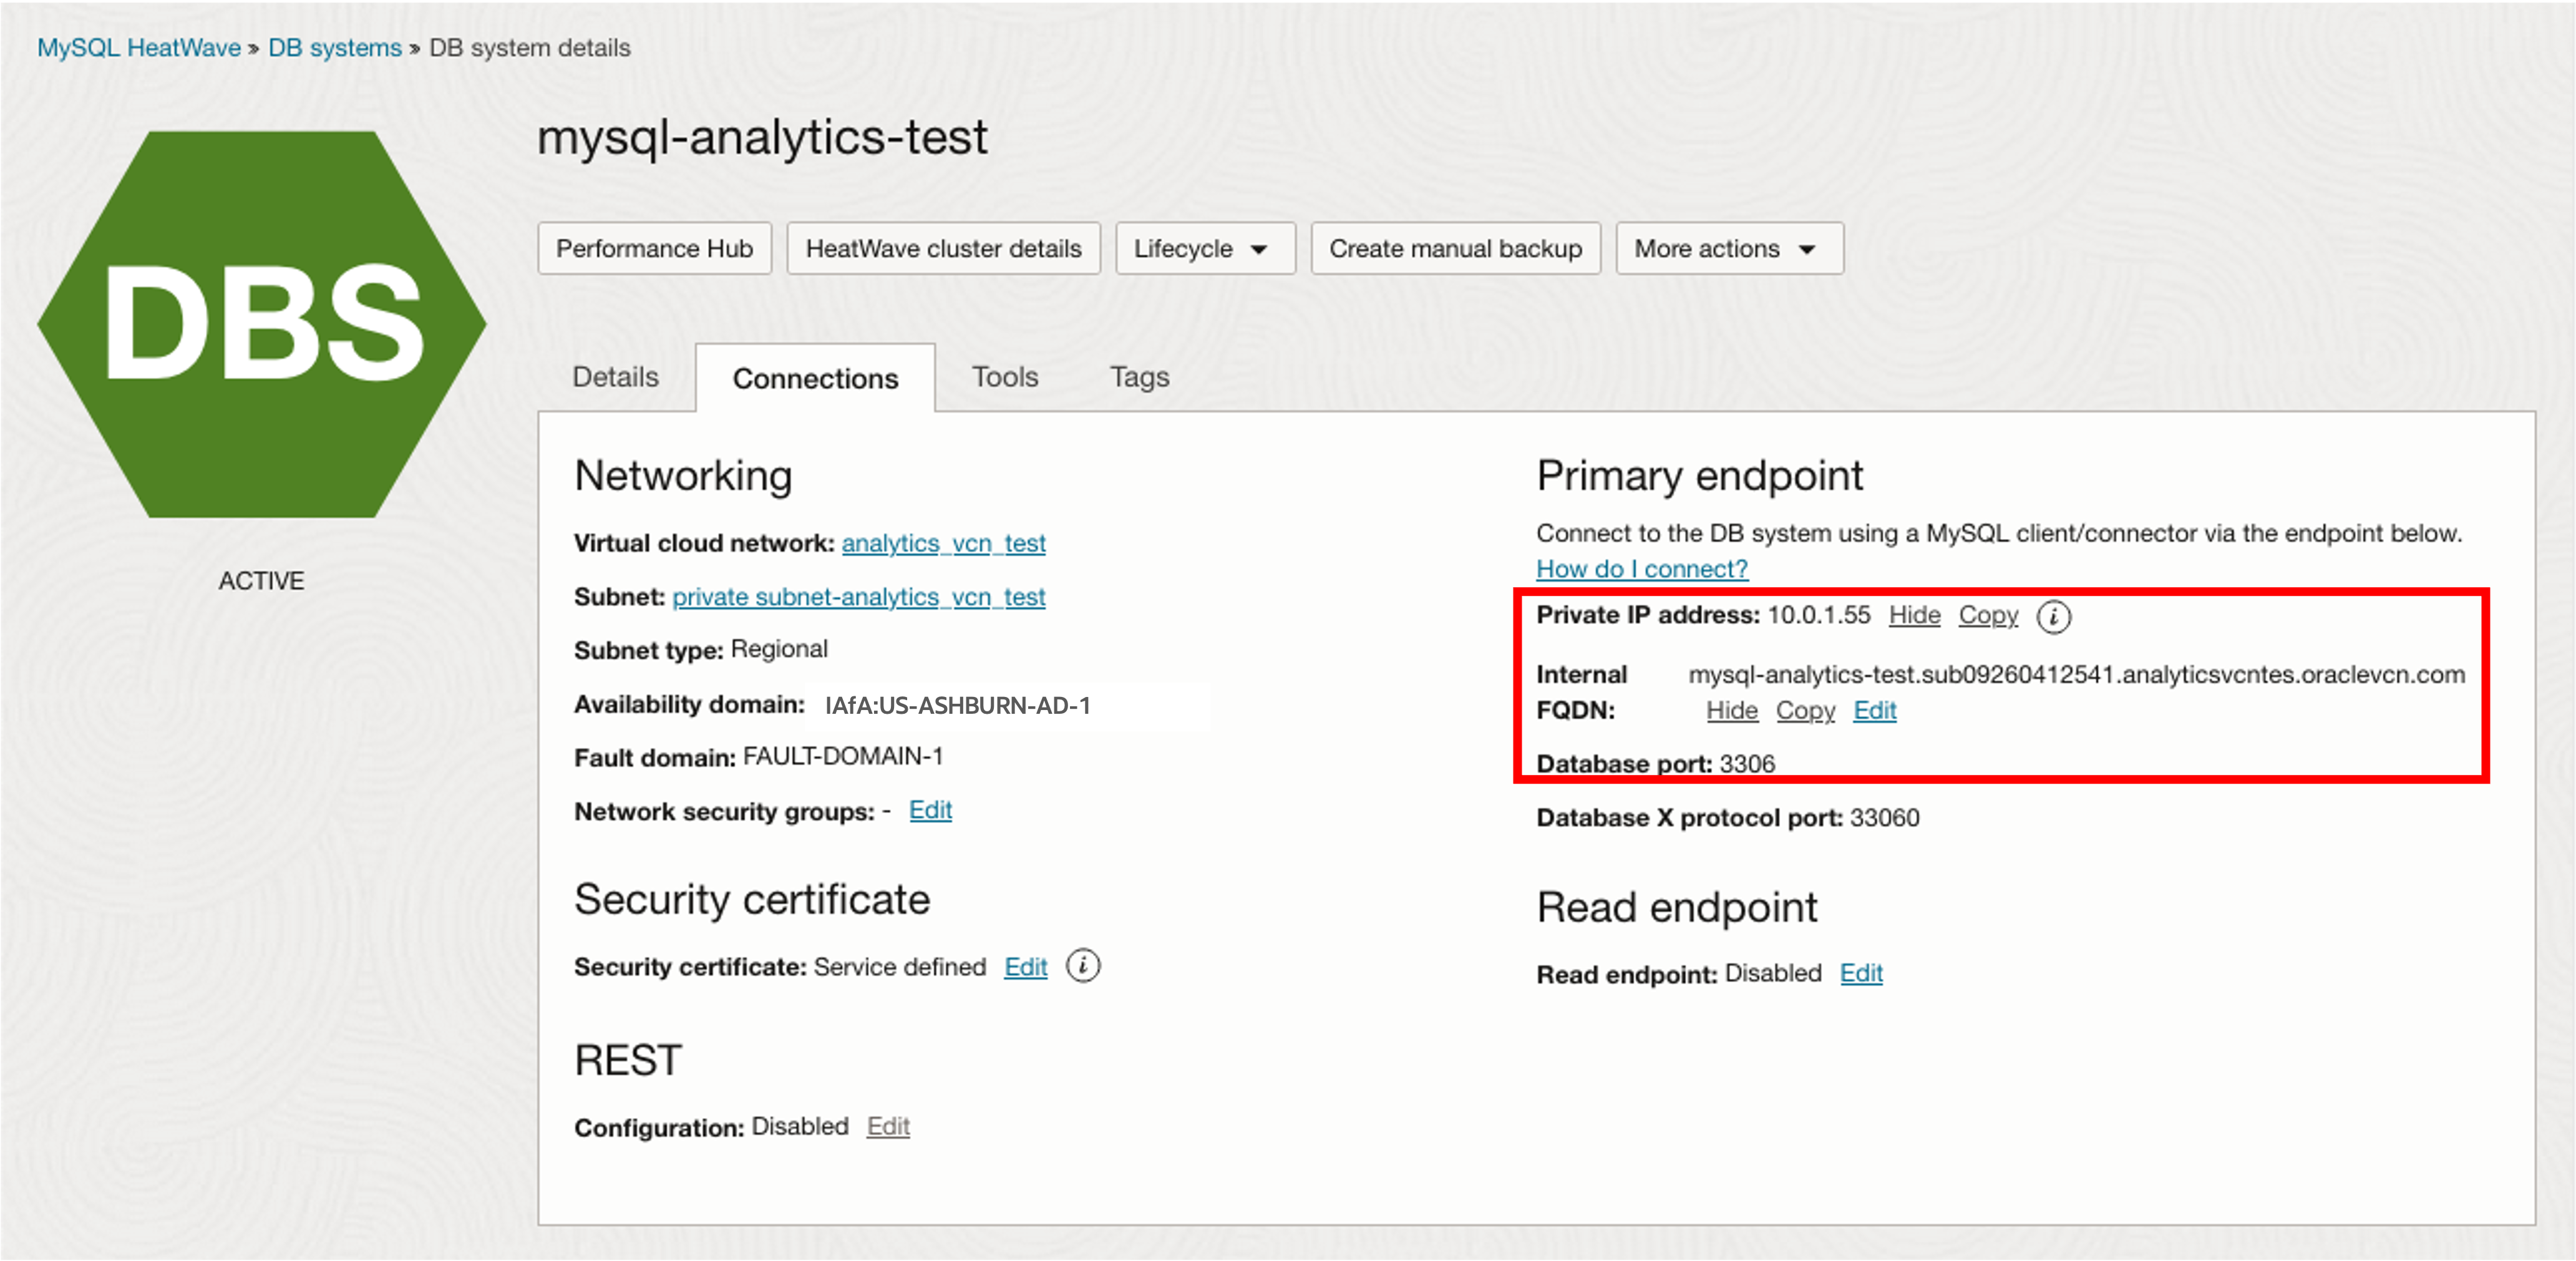 MySQL HeatWave » DB systems » DB system details
DBS
ACTIVE
mysql-analytics-test
Performance Hub
HeatWave cluster details
Lifecycle
Create manual backup
More actions
Details
Connections
Tools
Tags
Networking
Virtual cloud network: analytics_vcn_test
Subnet: private subnet-analytics_vcn_test
Subnet type: Regional
Availability domain: IAfA:US-ASHBURN-AD-1
Fault domain: FAULT-DOMAIN-1
Network security groups: - Edit
Security certificate
Security certificate: Service defined Edit i
REST
Configuration: Disabled Edit
Primary endpoint
Connect to the DB system using a MySQL client/connector via the endpoint below.
How do I connect?
Private IP address: 10.0.1.55 Hide Copy i
Internal mysql-analytics-test.sub09260412541.analyticsvcntes.oraclevcn.com
FQDN: Hide Copy Edit
Database port: 3306
Database X protocol port: 33060
Read endpoint
Read endpoint: Disabled Edit